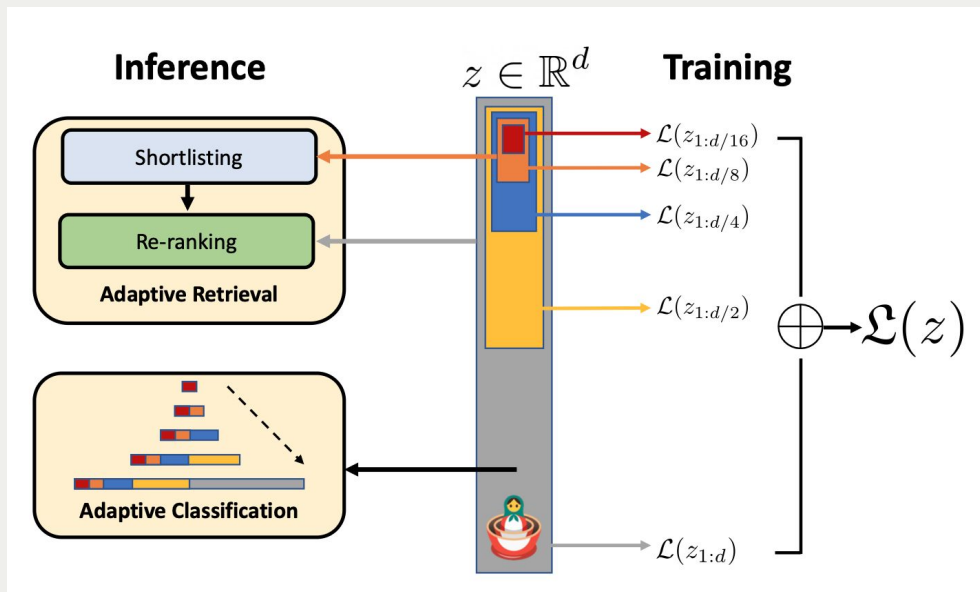 Inference
z ∈ ℝ^d
Training
Shortlisting
Re-ranking
Adaptive Retrieval
Adaptive Classification
ℒ(z_{1:d/16})
ℒ(z_{1:d/8})
ℒ(z_{1:d/4})
ℒ(z_{1:d/2})
ℒ(z_{1:d})
⊕
𝕷(z)